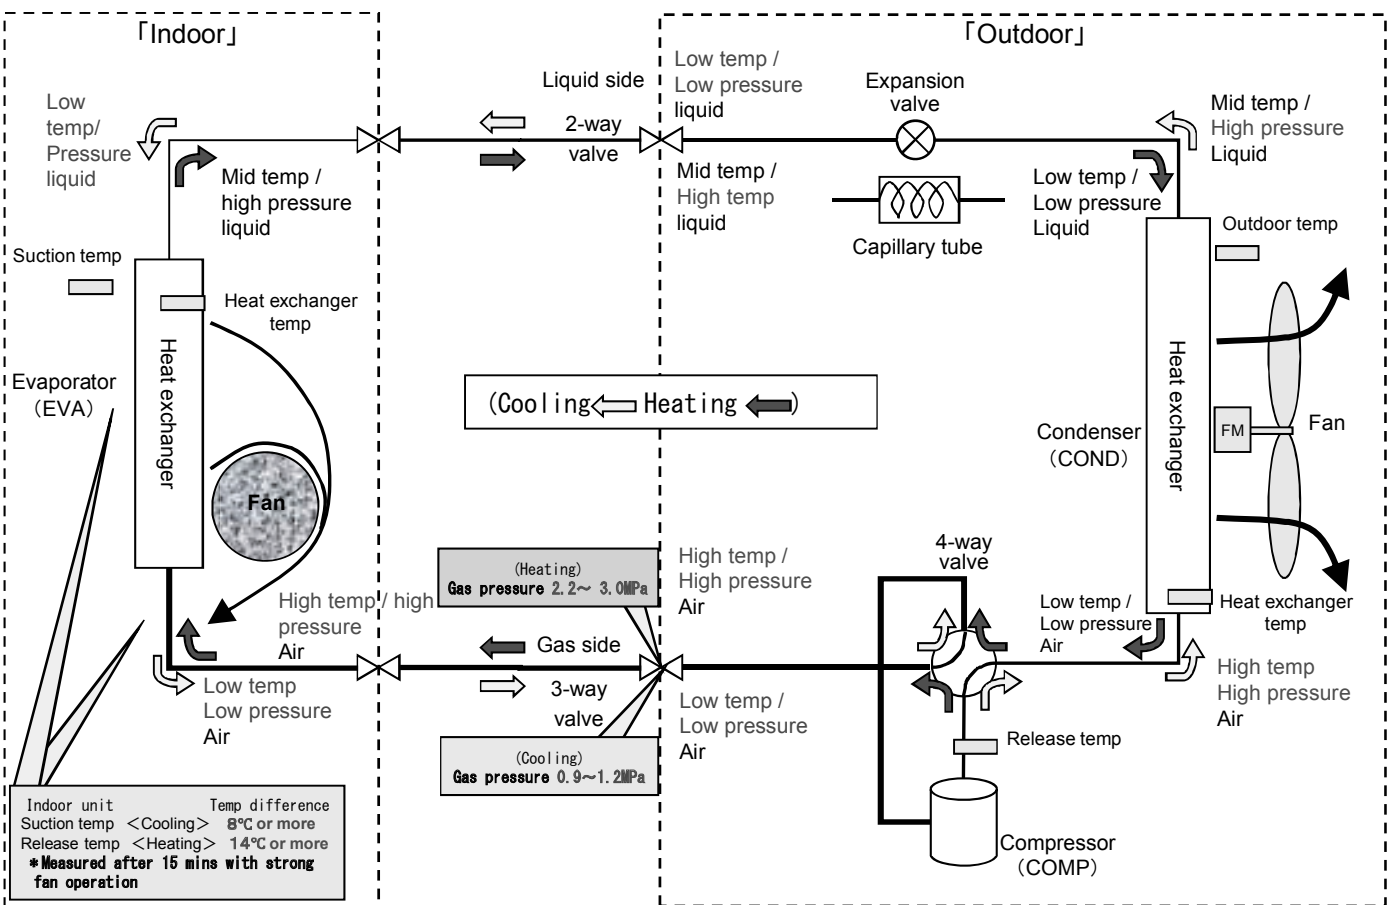 「Indoor」
「Outdoor」
Low
temp/
Pressure
liquid
Mid temp /
high pressure
liquid
Liquid side
2-way
valve
Low temp /
Low pressure
liquid
Mid temp /
High temp
liquid
Expansion
valve
Capillary tube
Mid temp /
High pressure
Liquid
Low temp /
Low pressure
Liquid
Outdoor temp
Suction temp
Heat exchanger
temp
Heat exchanger
Evaporator
(EVA)
Fan
(Cooling Heating )
Condenser
(COND)
Heat exchanger
FM
Fan
4-way
valve
(Heating)
Gas pressure 2.2～ 3.0MPa
High temp /
High pressure
Air
High temp / high
pressure
Air
Gas side
3-way
valve
Low temp
Low pressure
Air
Low temp /
Low pressure
Air
(Cooling)
Gas pressure 0.9～1.2MPa
Low temp /
Low pressure
Air
Heat exchanger
temp
High temp
High pressure
Air
Release temp
Compressor
(COMP)
Indoor unit Temp difference
Suction temp ＜Cooling＞ 8℃ or more
Release temp ＜Heating＞ 14℃ or more
*Measured after 15 mins with strong
fan operation